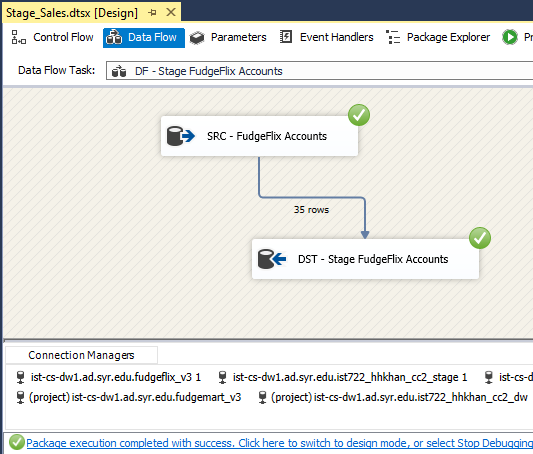 Stage_Sales.dtsx [Design]
Control Flow Data Flow Parameters Event Handlers Package Explorer
Data Flow Task: DF - Stage FudgeFlix Accounts
SRC - FudgeFlix Accounts
35 rows
DST - Stage FudgeFlix Accounts
Connection Managers
ist-cs-dw1.ad.syr.edu.fudgeflix_v3 1 ist-cs-dw1.ad.syr.edu.ist722_hhkhan_cc2_stage 1 ist-cs
(project) ist-cs-dw1.ad.syr.edu.fudgemart_v3 (project) ist-cs-dw1.ad.syr.edu.ist722_hhkhan_cc2_dw
Package execution completed with success. Click here to switch to design mode, or select Stop Debugging